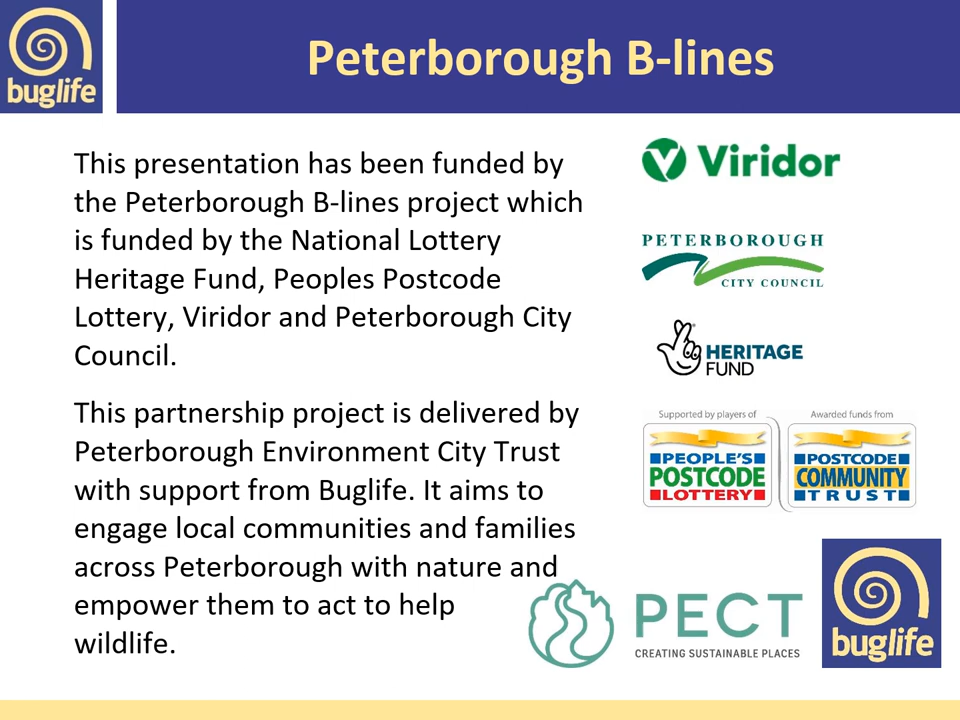 buglife
Peterborough B-lines
This presentation has been funded by
the Peterborough B-lines project which
is funded by the National Lottery
Heritage Fund, Peoples Postcode
Lottery, Viridor and Peterborough City
Council.
This partnership project is delivered by
Peterborough Environment City Trust
with support from Buglife. It aims to
engage local communities and families
across Peterborough with nature and
empower them to act to help
wildlife.
Viridor
PETERBOROUGH
CITY COUNCIL
HERITAGE
FUND
Supported by players of
PEOPLE'S
POSTCODE
LOTTERY
Awarded funds from
POSTCODE
COMMUNITY
TRUST
PECT
CREATING SUSTAINABLE PLACES
buglife